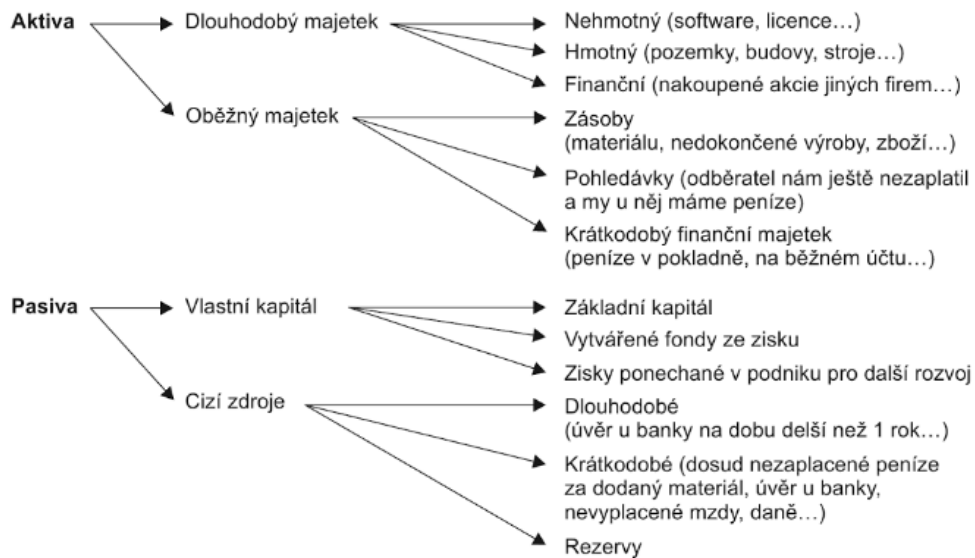 Aktiva
Dlouhodobý majetek
Nehmotný (software, licence…)
Hmotný (pozemky, budovy, stroje…)
Finanční (nakoupené akcie jiných firem…)
Oběžný majetek
Zásoby
(materiálu, nedokončené výroby, zboží…)
Pohledávky (odběratel nám ještě nezaplatil
a my u něj máme peníze)
Krátkodobý finanční majetek
(peníze v pokladně, na běžném účtu…)
Pasiva
Vlastní kapitál
Základní kapitál
Vytvářené fondy ze zisku
Zisky ponechané v podniku pro další rozvoj
Cizí zdroje
Dlouhodobé
(úvěr u banky na dobu delší než 1 rok…)
Krátkodobé (dosud nezaplacené peníze
za dodaný materiál, úvěr u banky,
nevyplacené mzdy, daně…)
Rezervy